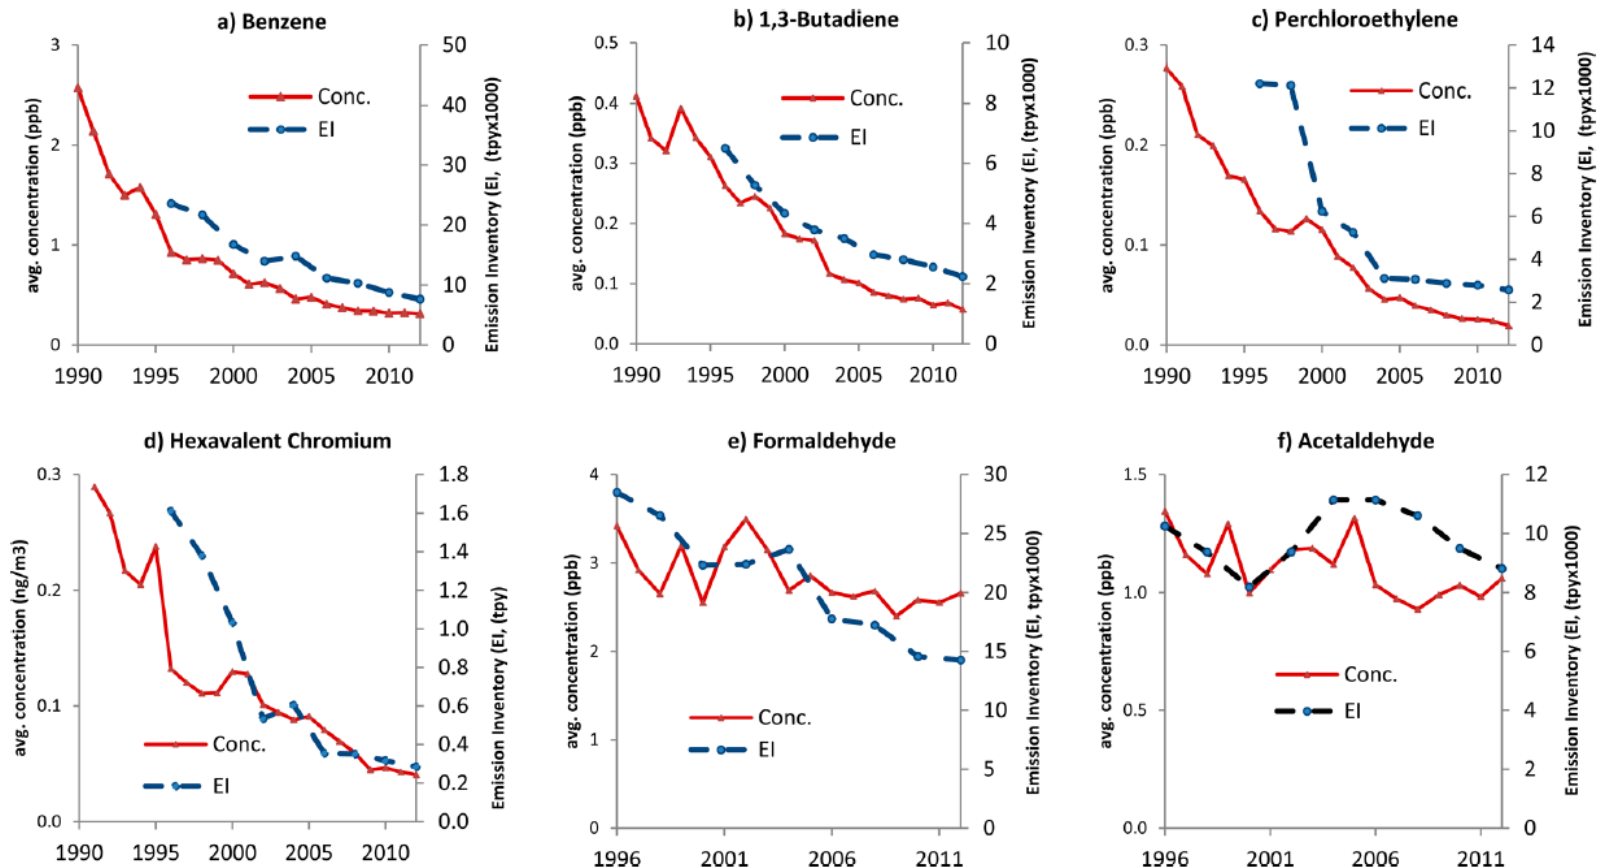 a) Benzene
avg. concentration (ppb)
3
2
1
0
50
40
30
20
10
0
Emission Inventory (EI, (tpyx1000)
Conc.
EI
1990 1995 2000 2005 2010
b) 1,3-Butadiene
avg. concentration (ppb)
0.5
0.4
0.3
0.2
0.1
0.0
10
8
6
4
2
0
Emission Inventory (EI, (tpyx1000)
Conc.
EI
1990 1995 2000 2005 2010
c) Perchloroethylene
avg. concentration (ppb)
0.3
0.2
0.1
0.0
14
12
10
8
6
4
2
0
Emission Inventory (EI, (tpyx1000)
Conc.
EI
1990 1995 2000 2005 2010
d) Hexavalent Chromium
avg. concentration (ng/m3)
0.3
0.2
0.1
0.0
1.8
1.6
1.4
1.2
1.0
0.8
0.6
0.4
0.2
0.0
Emission Inventory (EI, (tpy)
Conc.
EI
1990 1995 2000 2005 2010
e) Formaldehyde
avg. concentration (ppb)
4
3
2
1
0
30
25
20
15
10
5
0
Emission Inventory (EI, tpyx1000)
Conc.
EI
1996 2001 2006 2011
f) Acetaldehyde
avg. concentration (ppb)
1.5
1.0
0.5
0.0
12
10
8
6
4
2
0
Emission Inventory (EI, (tpyx1000)
Conc.
EI
1996 2001 2006 2011